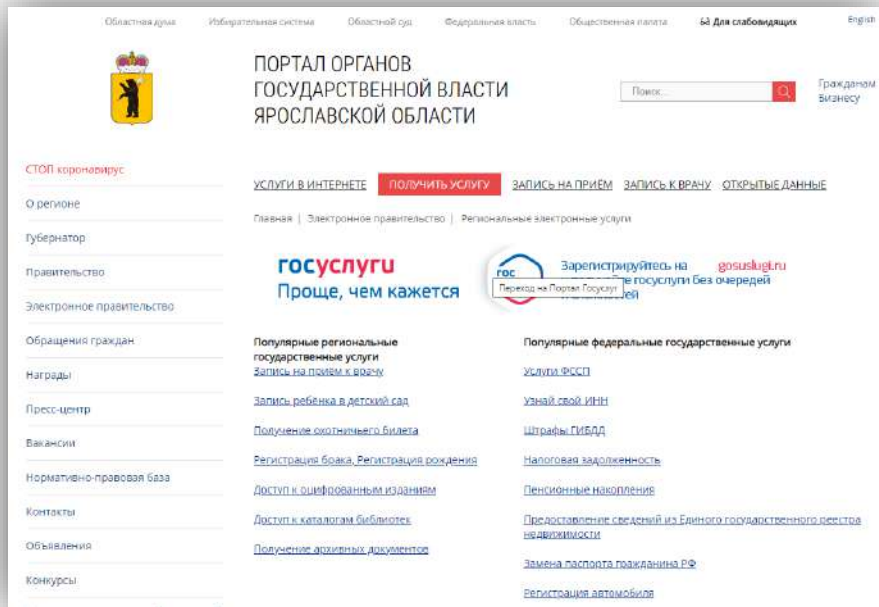 Областная дума Избирательная система Областной суд Федеральная власть Общественная палата Для слабовидящих English
ПОРТАЛ ОРГАНОВ
ГОСУДАРСТВЕННОЙ ВЛАСТИ
ЯРОСЛАВСКОЙ ОБЛАСТИ
Поиск...
Гражданам
Бизнесу
СТОП коронавирус
О регионе
Губернатор
Правительство
Электронное правительство
Обращения граждан
Награды
Пресс-центр
Вакансии
Нормативно-правовая база
Контакты
Объявления
Конкурсы
УСЛУГИ В ИНТЕРНЕТЕ ПОЛУЧИТЬ УСЛУГУ ЗАПИСЬ НА ПРИЁМ ЗАПИСЬ К ВРАЧУ ОТКРЫТЫЕ ДАННЫЕ
Главная | Электронное правительство | Региональные электронные услуги
госуслуги
Проще, чем кажется
гос
Зарегистрируйтесь на gosuslugi.ru
госуслуги без очередей
Переход на Портал Госуслуг
Популярные региональные
государственные услуги
Запись на прием к врачу
Запись ребёнка в детский сад
Получение охотничьего билета
Регистрация брака, Регистрация рождения
Доступ к оцифрованным изданиям
Доступ к каталогам библиотек
Получение архивных документов
Популярные федеральные государственные услуги
Услуги ФССП
Узнай свой ИНН
Штрафы ГИБДД
Налоговая задолженность
Пенсионные накопления
Предоставление сведений из Единого государственного реестра
недвижимости
Замена паспорта гражданина РФ
Регистрация автомобиля